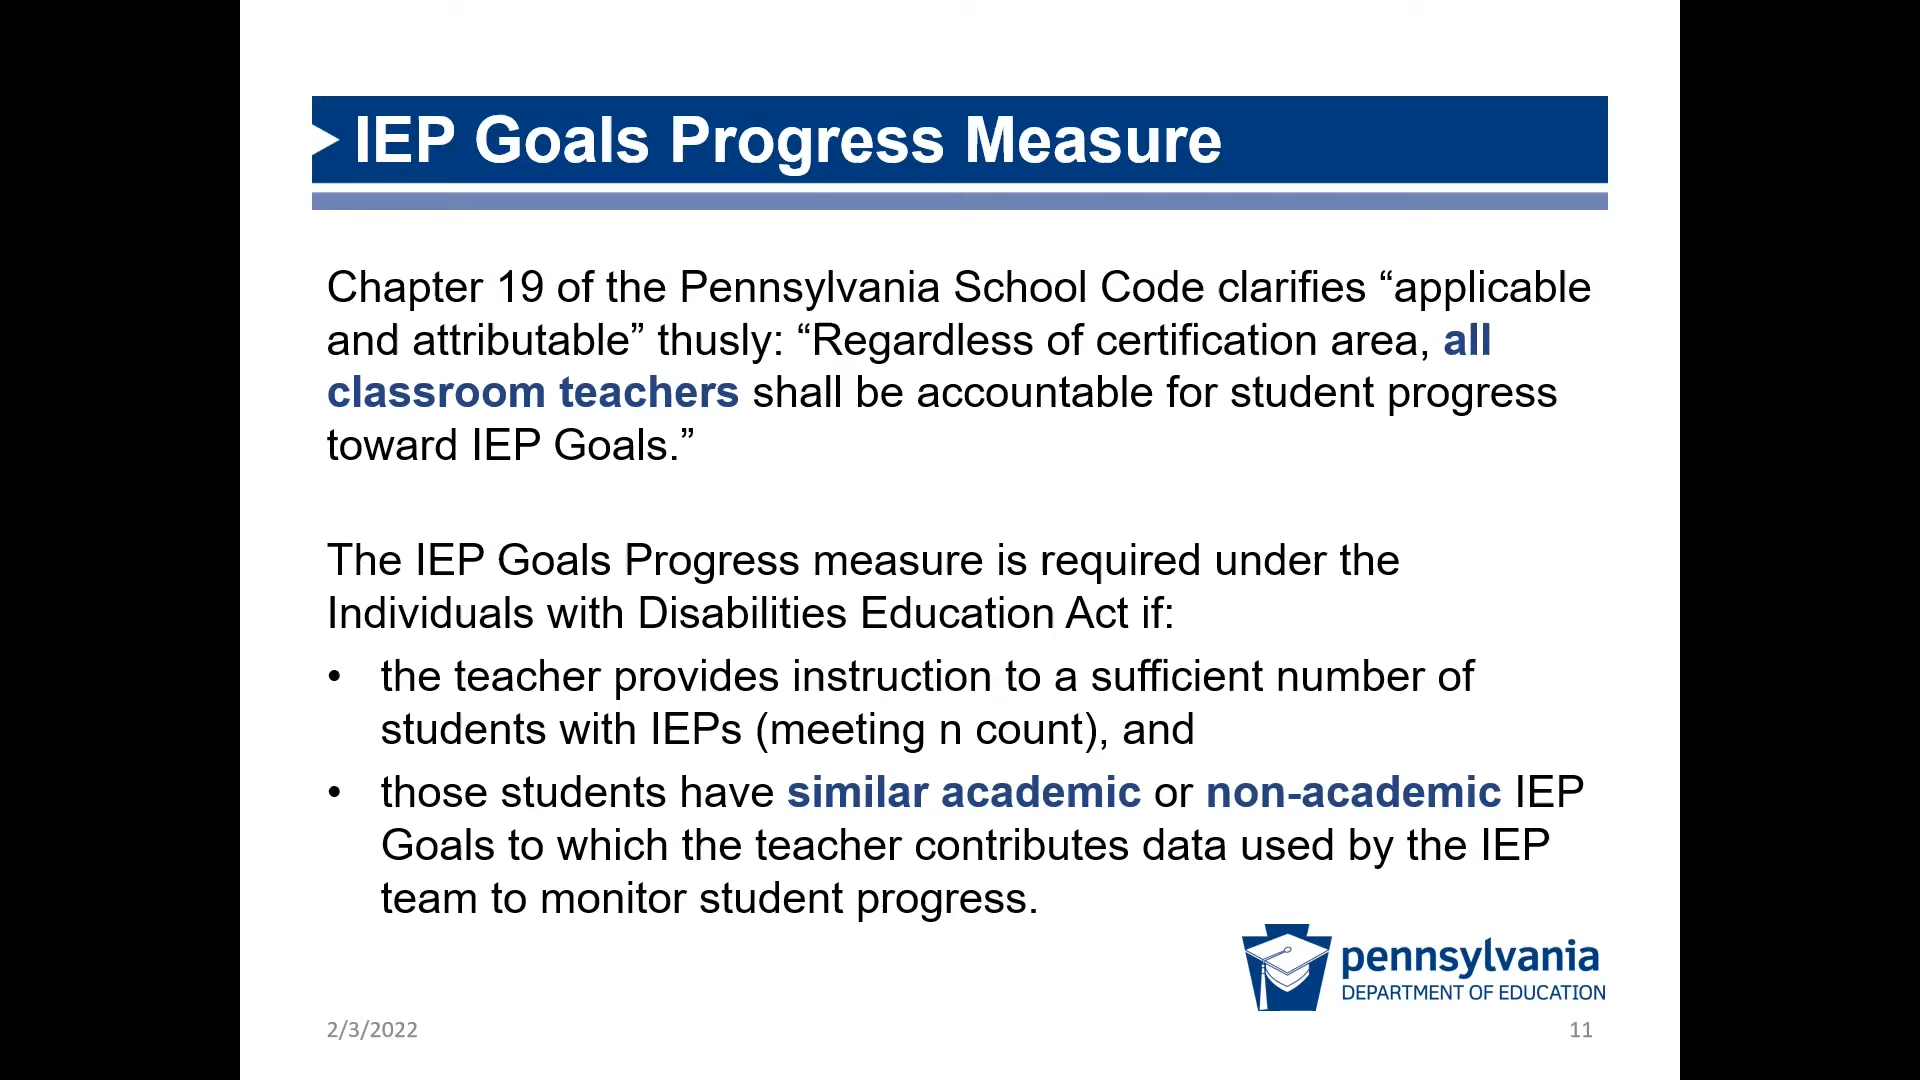 IEP Goals Progress Measure
Chapter 19 of the Pennsylvania School Code clarifies “applicable
and attributable” thusly: “Regardless of certification area, all
classroom teachers shall be accountable for student progress
toward IEP Goals.”
The IEP Goals Progress measure is required under the
Individuals with Disabilities Education Act if:
• the teacher provides instruction to a sufficient number of
students with IEPs (meeting n count), and
• those students have similar academic or non-academic IEP
Goals to which the teacher contributes data used by the IEP
team to monitor student progress.
pennsylvania
DEPARTMENT OF EDUCATION
2/3/2022
11